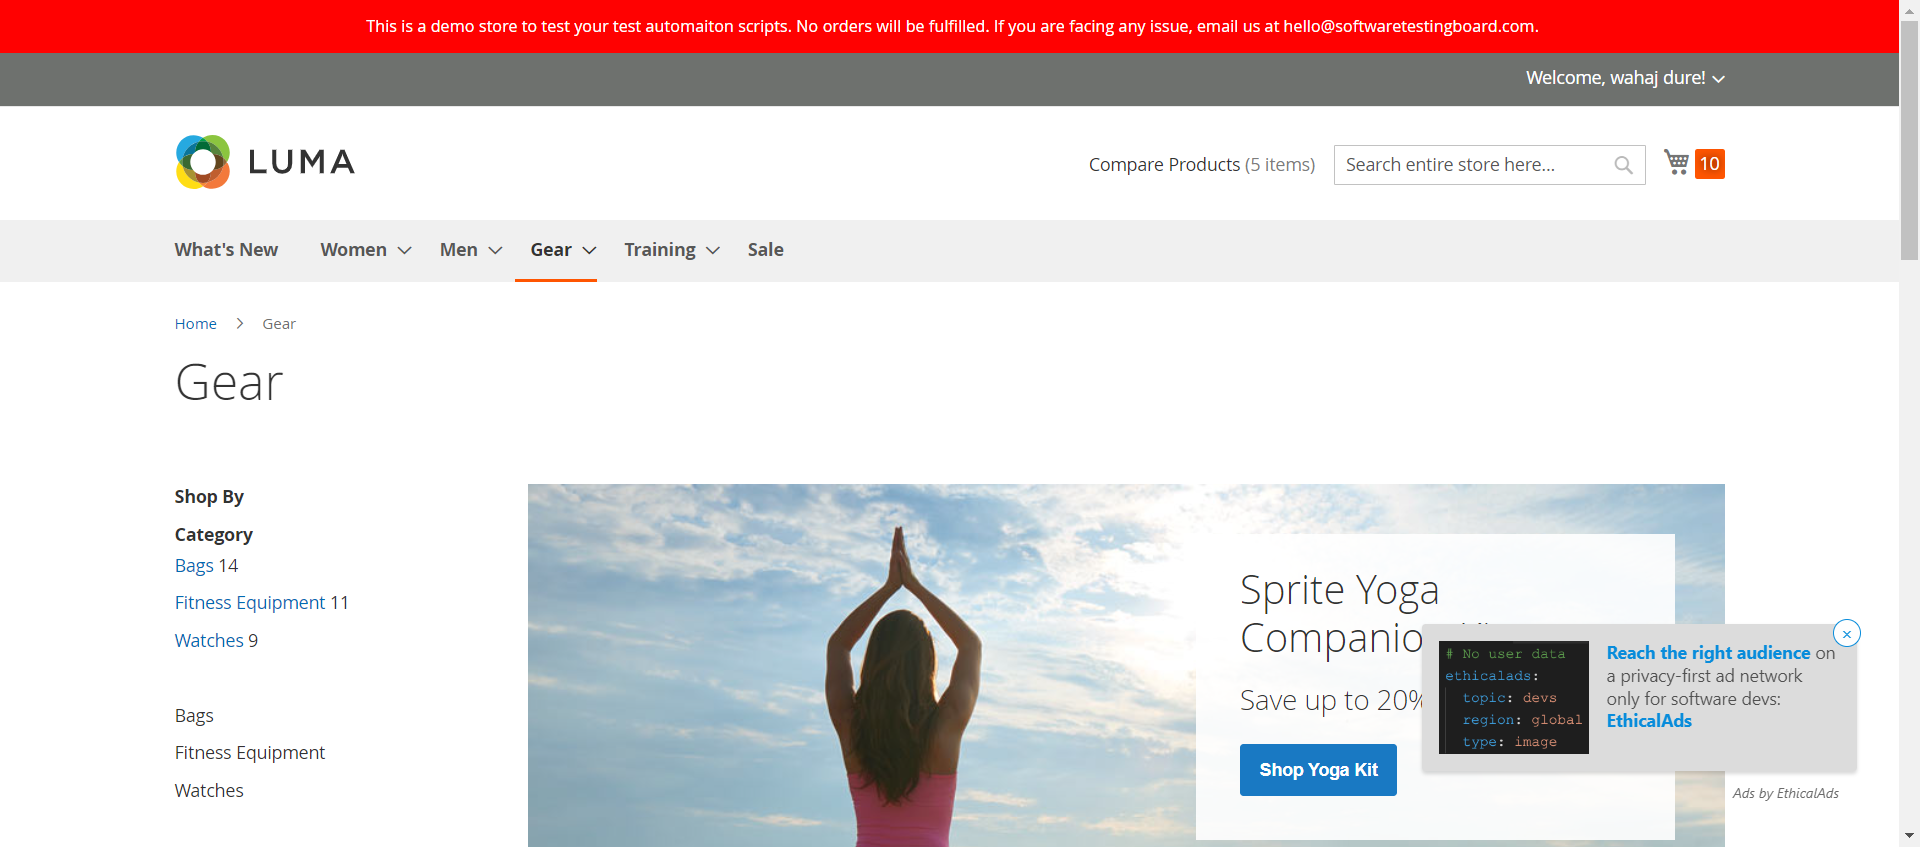 This is a demo store to test your test automaiton scripts. No orders will be fulfilled. If you are facing any issue, email us at hello@softwaretestingboard.com.
Welcome, wahaj dure!
LUMA
Compare Products (5 items)
Search entire store here...
10
What's New
Women
Men
Gear
Training
Sale
Home > Gear
Gear
Shop By
Category
Bags 14
Fitness Equipment 11
Watches 9
Bags
Fitness Equipment
Watches
Sprite Yoga
Save up to 20%
Shop Yoga Kit
# No user data
ethicalads:
topic: devs
region: global
type: image
Reach the right audience on
a privacy-first ad network
only for software devs:
EthicalAds
×
Ads by EthicalAds